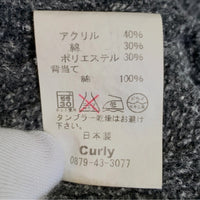 アクリル 40%
綿 30%
ポリエステル 30%
背当て
綿 100%
30
タンブラー乾燥はお避け下さい
日本製
Curly
0879-43-3077